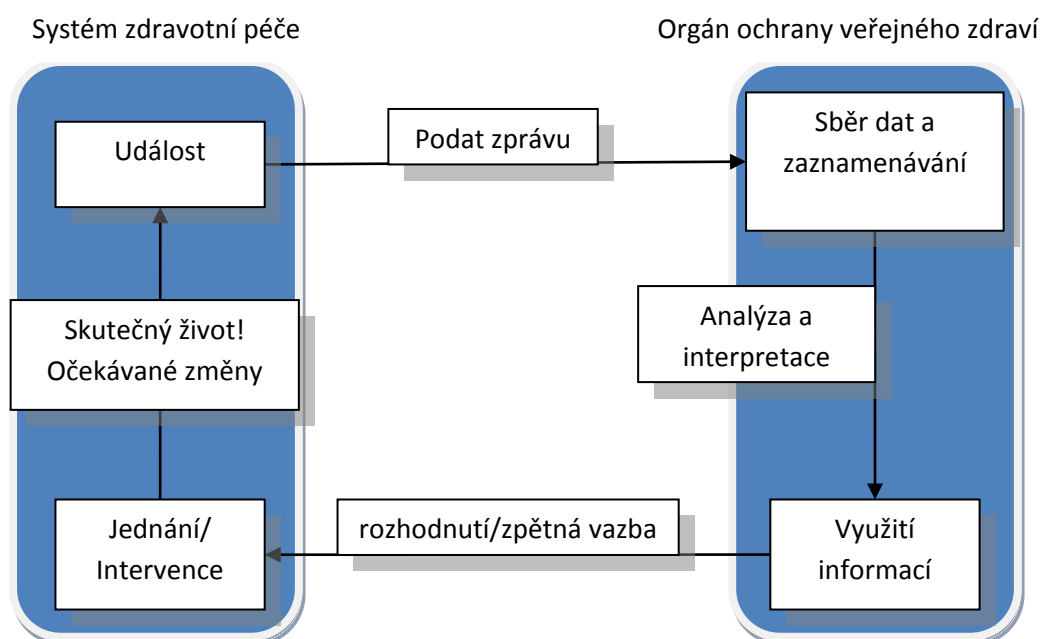 Systém zdravotní péče
Orgán ochrany veřejného zdraví
Událost
Podat zprávu
Sběr dat a
zaznamenávání
Skutečný život!
Očekávané změny
Analýza a
interpretace
Jednání/
Intervence
rozhodnutí/zpětná vazba
Využití
informací